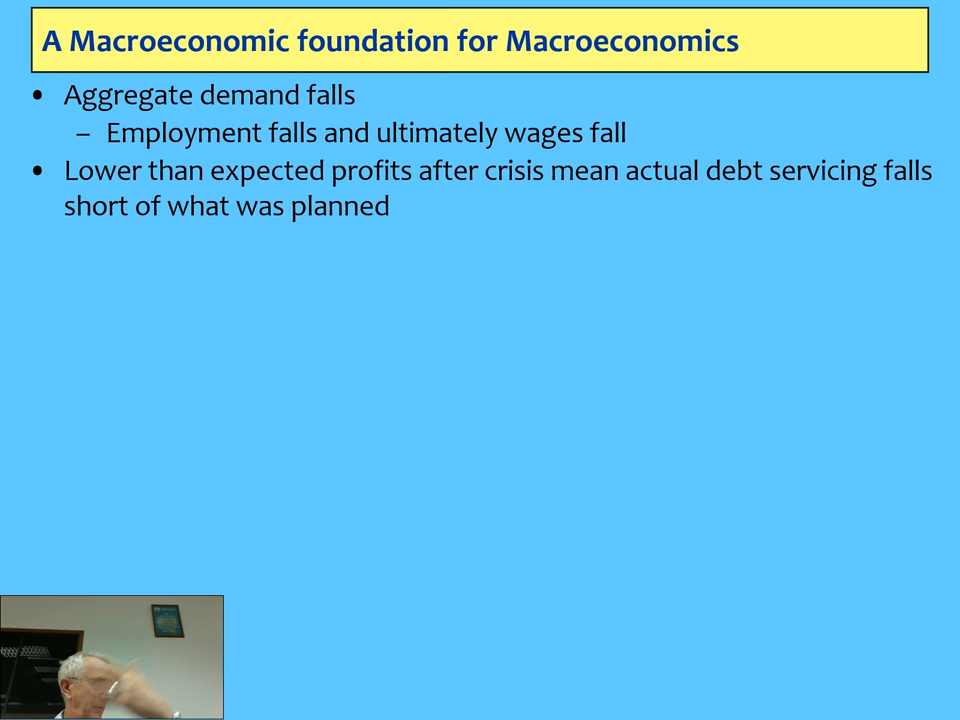 A Macroeconomic foundation for Macroeconomics
• Aggregate demand falls
– Employment falls and ultimately wages fall
• Lower than expected profits after crisis mean actual debt servicing falls
short of what was planned